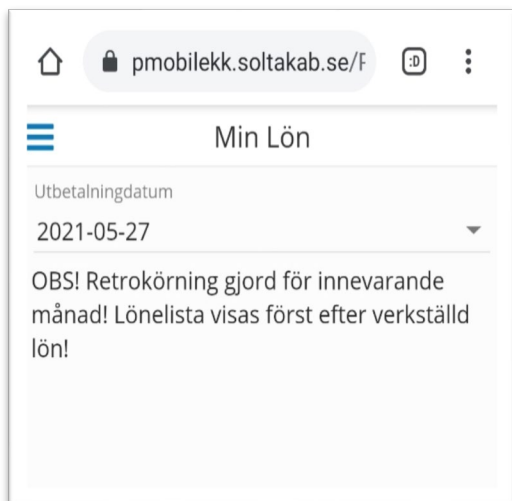 pmobilekk.soltakab.se/F
:D
Min Lön
Utbetalningdatum
2021-05-27
OBS! Retrokörning gjord för innevarande
månad! Lönelista visas först efter verkställd
lön!